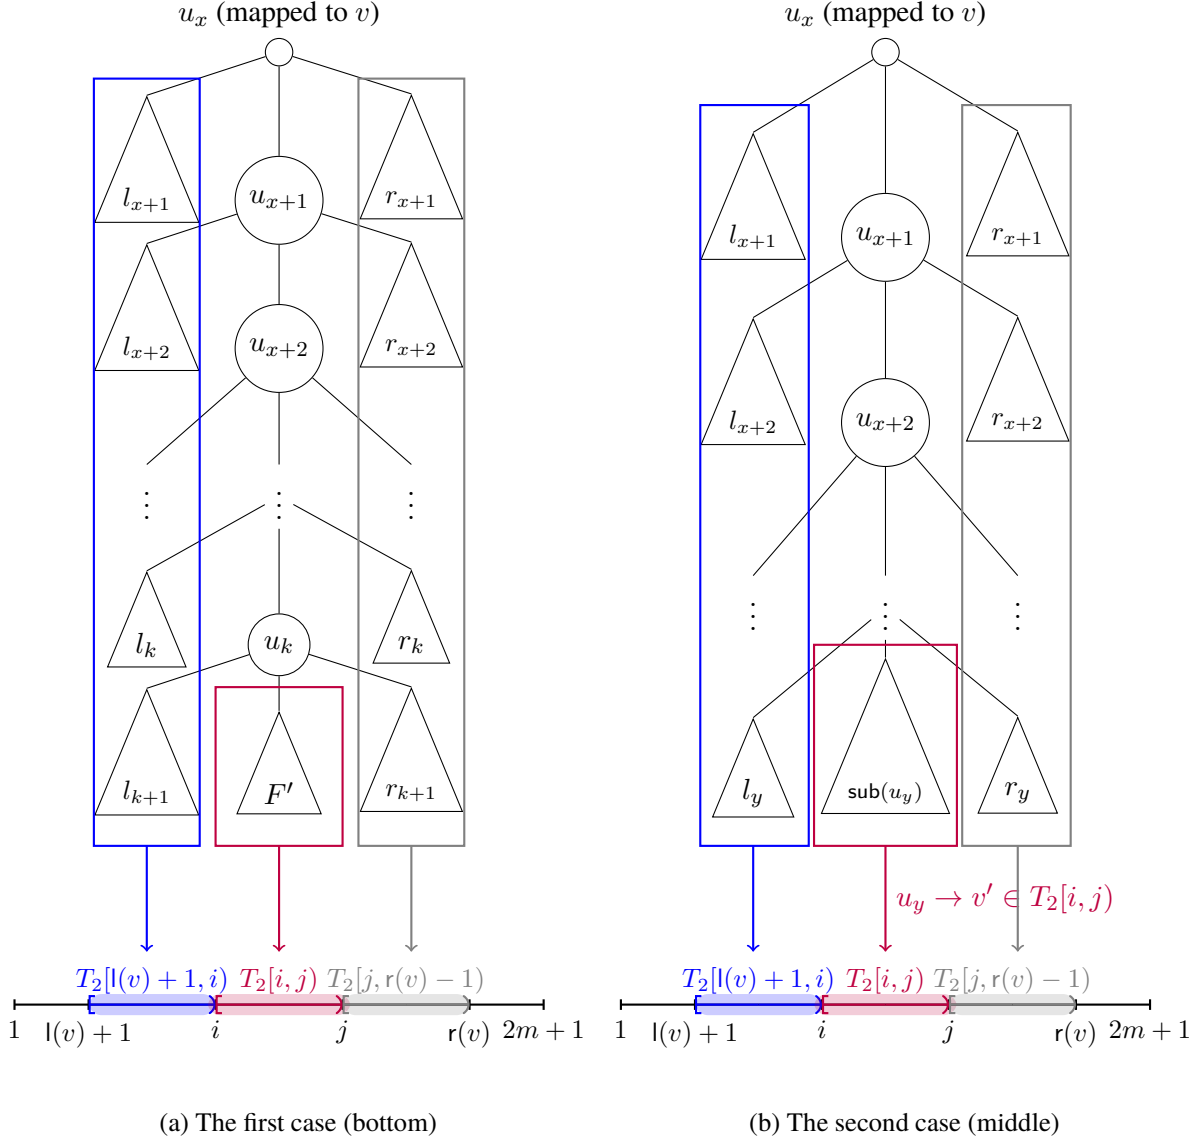 u_x (mapped to v)
l_{x+1}
u_{x+1}
r_{x+1}
l_{x+2}
u_{x+2}
r_{x+2}
⋮ ⋮ ⋮
l_k
u_k
r_k
l_{k+1}
F′
r_{k+1}
T_2[l(v) + 1, i) T_2[i, j) T_2[j, r(v) − 1)
1 l(v) + 1 i j r(v) 2m + 1
(a) The first case (bottom)
u_x (mapped to v)
l_{x+1}
u_{x+1}
r_{x+1}
l_{x+2}
u_{x+2}
r_{x+2}
⋮ ⋮ ⋮
l_y
sub(u_y)
r_y
u_y → v′ ∈ T_2[i, j)
T_2[l(v) + 1, i) T_2[i, j) T_2[j, r(v) − 1)
1 l(v) + 1 i j r(v) 2m + 1
(b) The second case (middle)